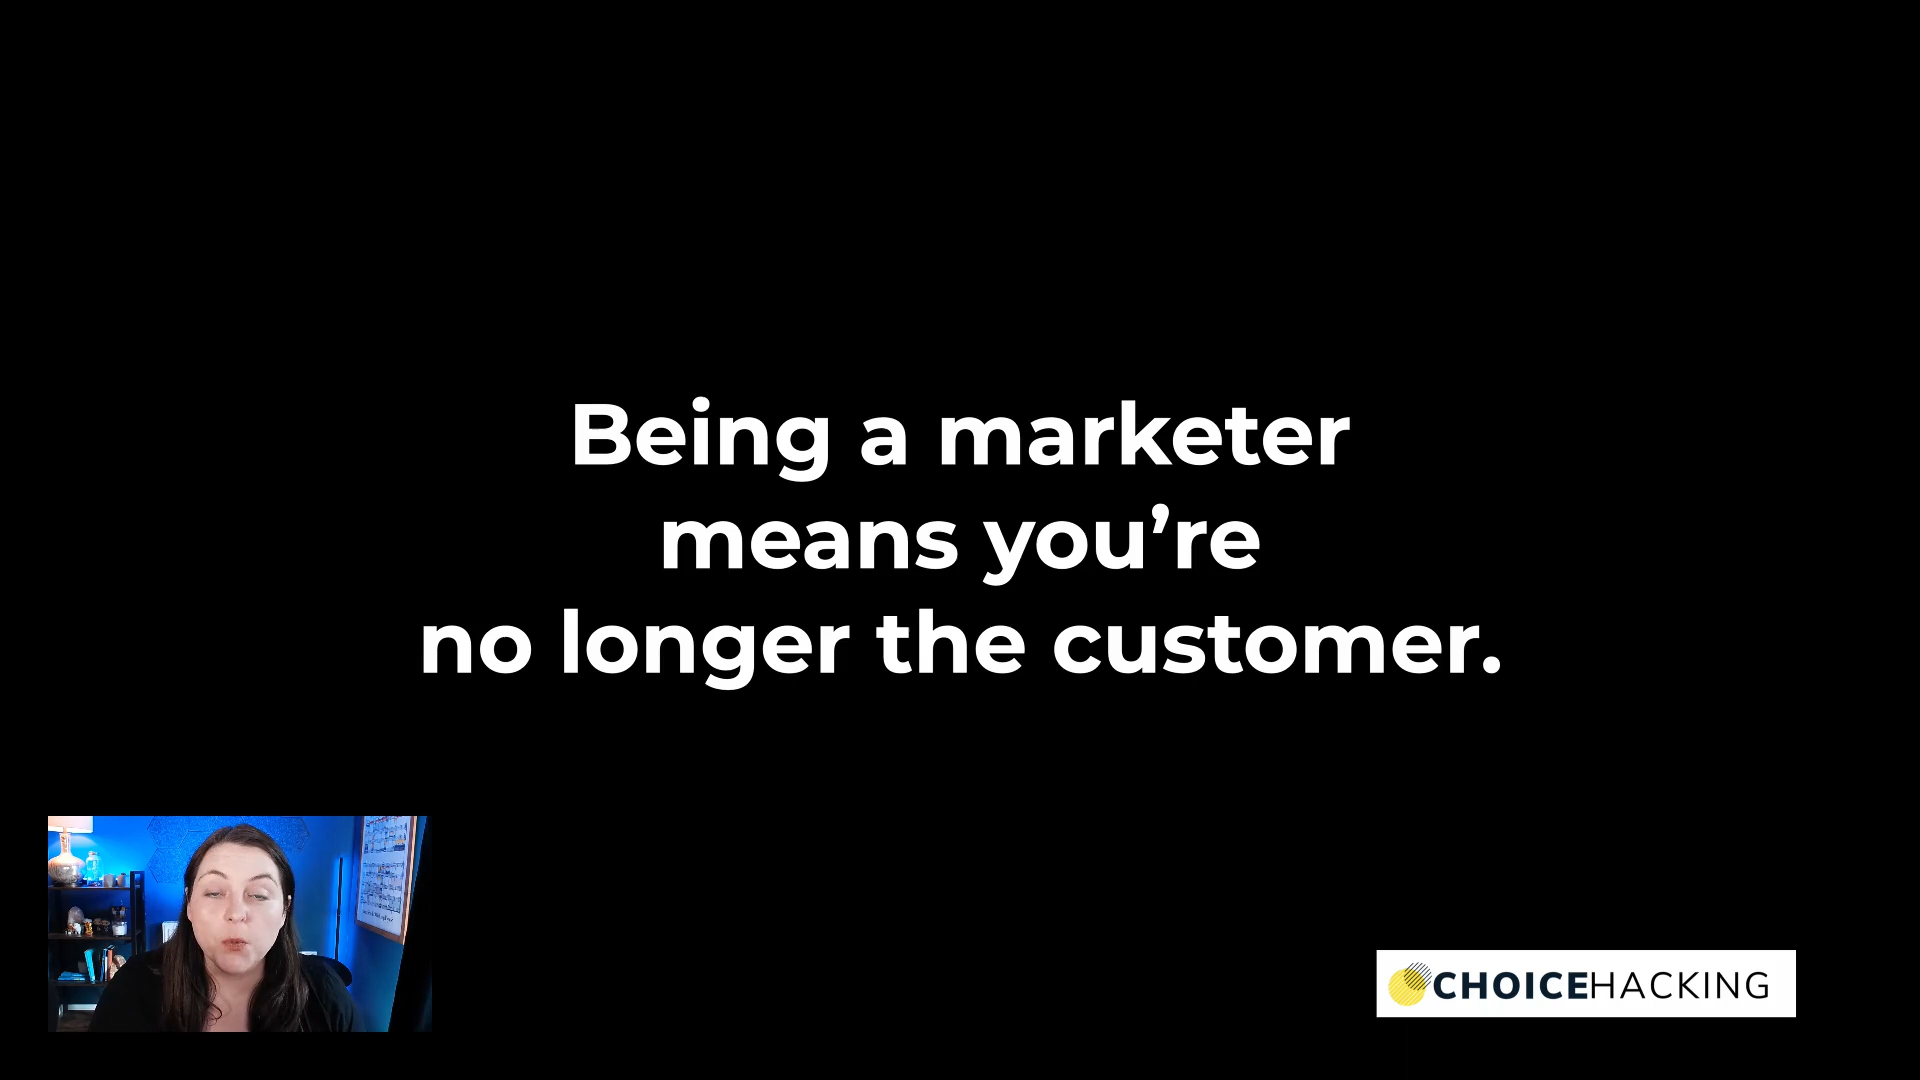 Being a marketer
means you’re
no longer the customer.
CHOICEHACKING